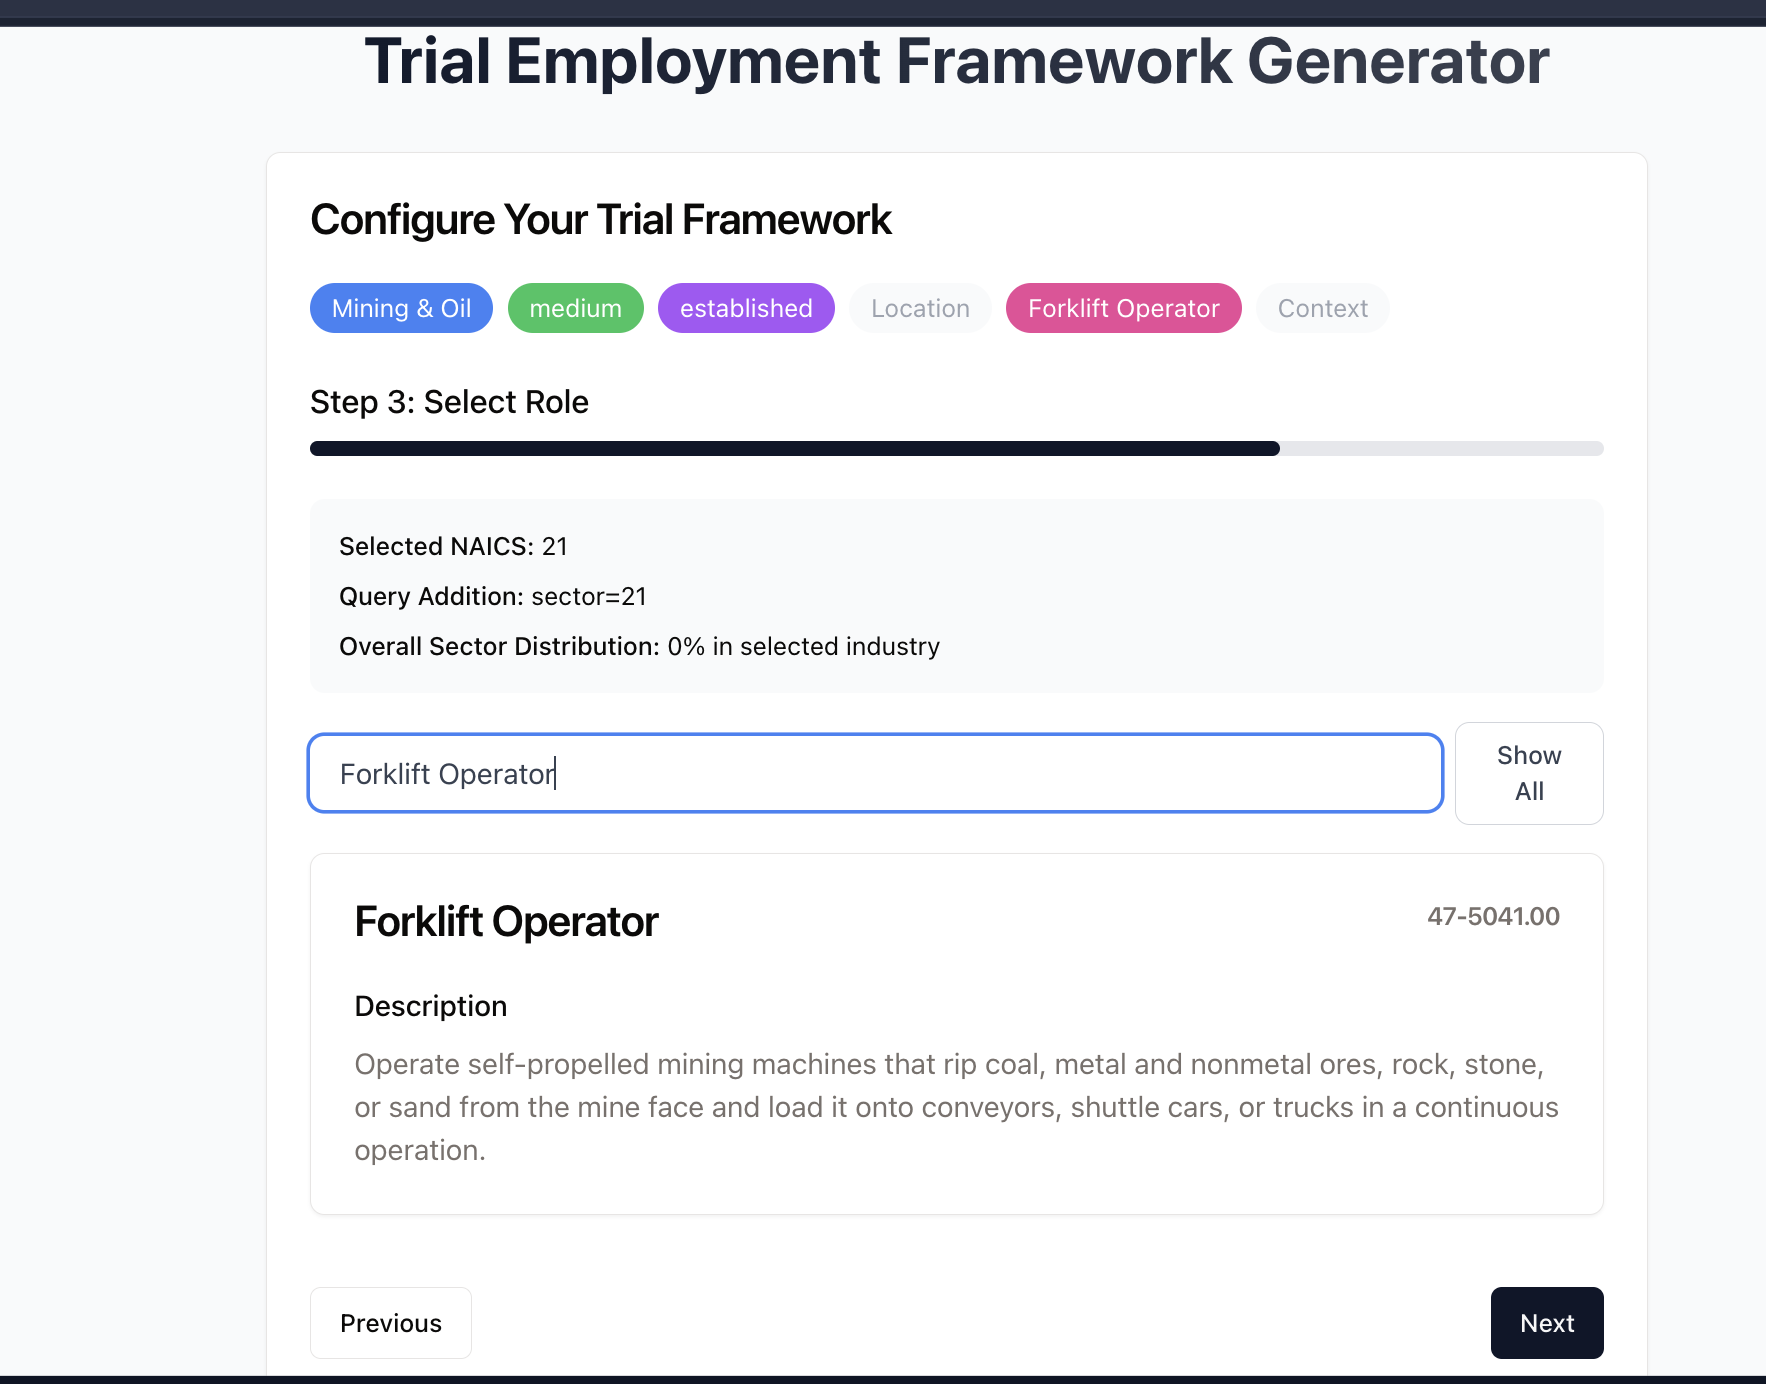 Trial Employment Framework Generator
Configure Your Trial Framework
Mining & Oil medium established Location Forklift Operator Context
Step 3: Select Role
Selected NAICS: 21
Query Addition: sector=21
Overall Sector Distribution: 0% in selected industry
Forklift Operator
Show
All
Forklift Operator 47-5041.00
Description
Operate self-propelled mining machines that rip coal, metal and nonmetal ores, rock, stone,
or sand from the mine face and load it onto conveyors, shuttle cars, or trucks in a continuous
operation.
Previous Next